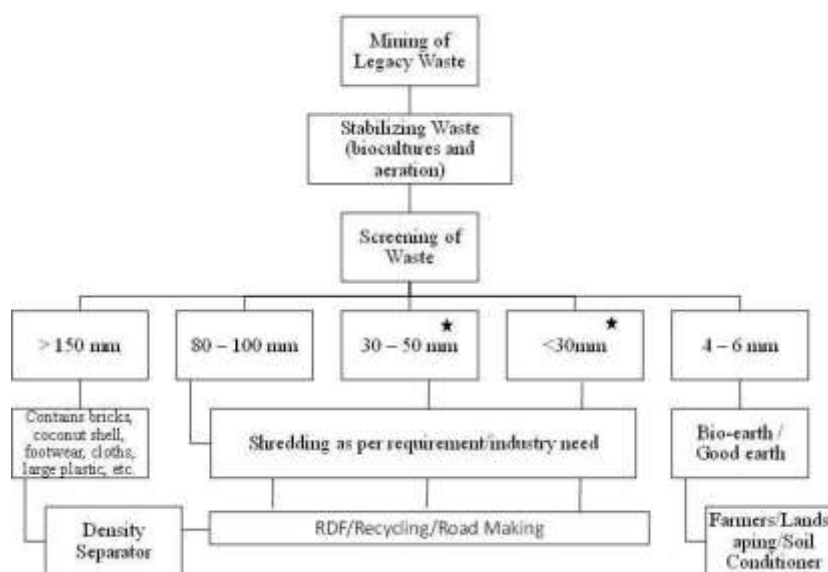 Mining of
Legacy Waste
Stabilizing Waste
(biocultures and
aeration)
Screening of
Waste
> 150 mm
80 – 100 mm
30 – 50 mm
<30mm
4 – 6 mm
Contains bricks,
coconut shell,
footwear, cloths,
large plastic, etc.
Shredding as per requirement/industry need
Bio-earth /
Good earth
Density
Separator
RDF/Recycling/Road Making
Farmers/Lands
aping/Soil
Conditioner